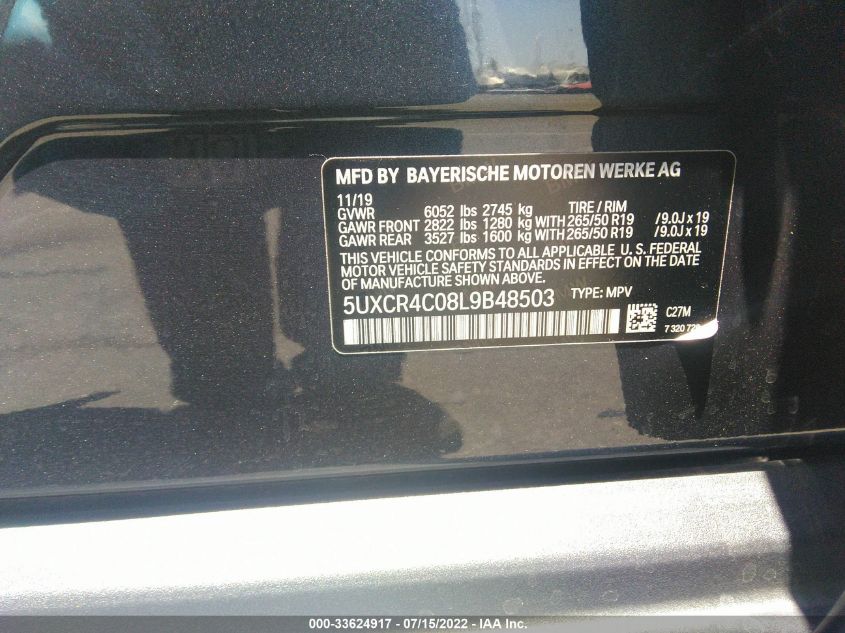 MFD BY BAYERISCHE MOTOREN WERKE AG
11/19
GVWR 6052 lbs 2745 kg TIRE / RIM
GAWR FRONT 2822 lbs 1280 kg WITH 265/50 R19 /9.0J x 19
GAWR REAR 3527 lbs 1600 kg WITH 265/50 R19 /9.0J x 19
THIS VEHICLE CONFORMS TO ALL APPLICABLE U. S. FEDERAL
MOTOR VEHICLE SAFETY STANDARDS IN EFFECT ON THE DATE
OF MANUFACTURE SHOWN ABOVE.
5UXCR4C08L9B48503 TYPE: MPV
C27M
7 320
000-33624917 / 07/15/2022 - IAA Inc.